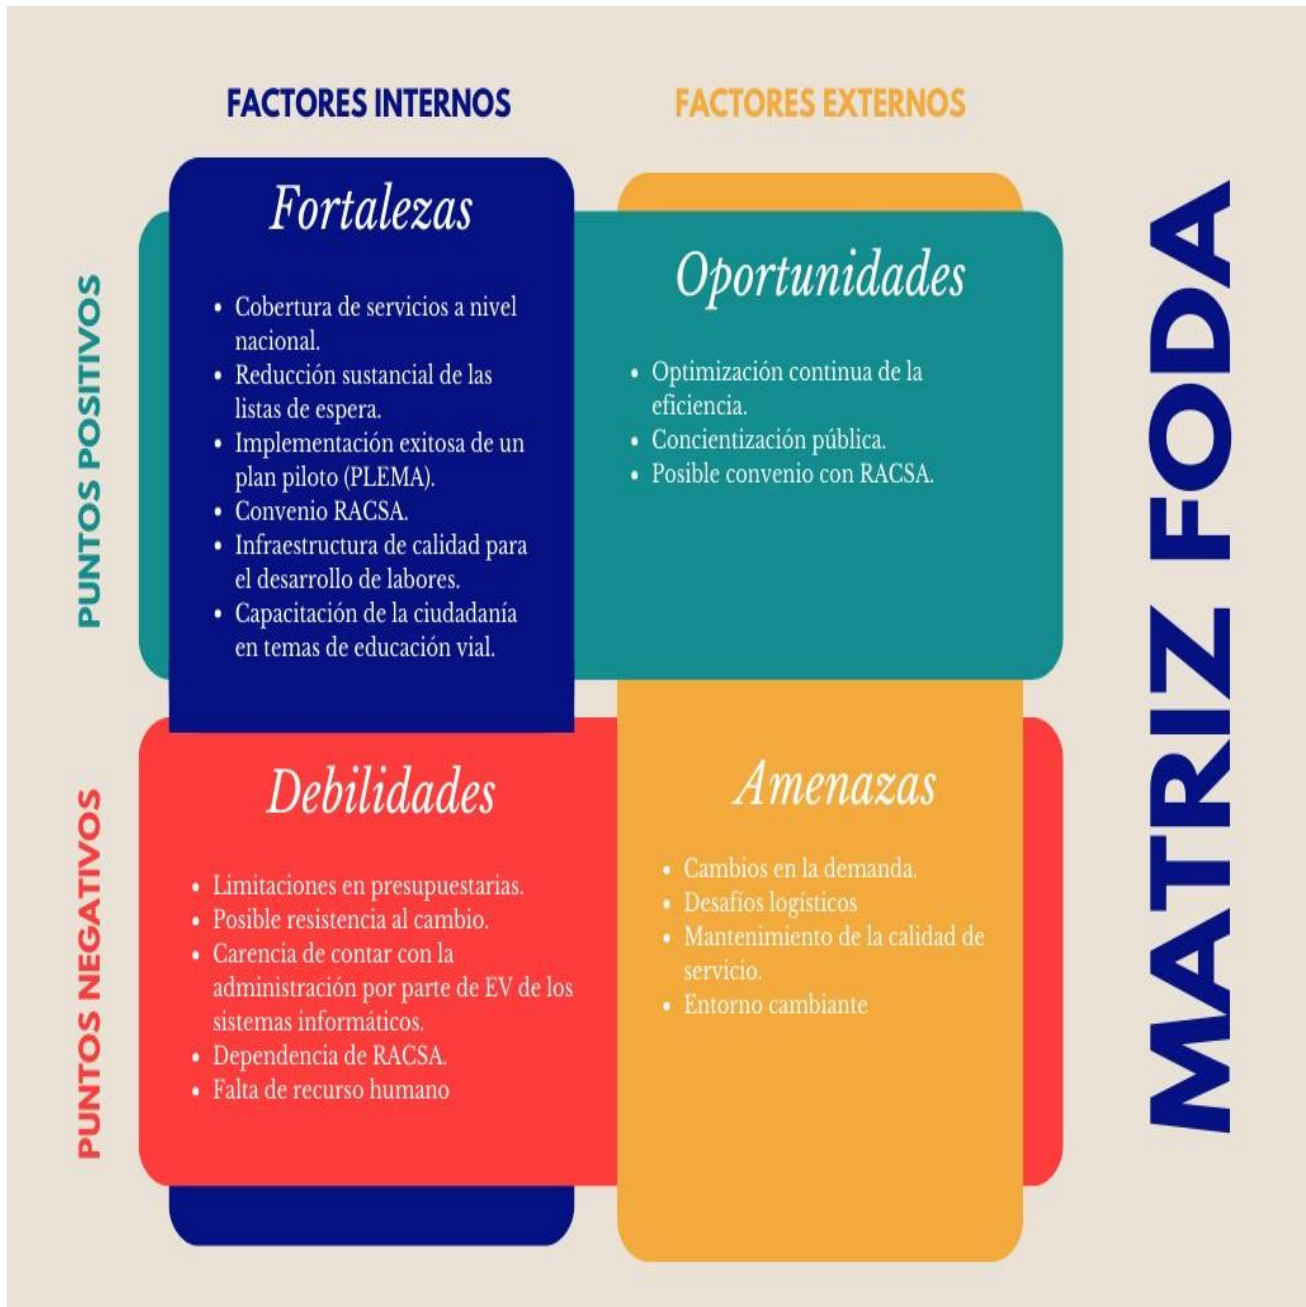 FACTORES INTERNOS
FACTORES EXTERNOS
PUNTOS POSITIVOS
Fortalezas
• Cobertura de servicios a nivel
nacional.
• Reducción sustancial de las
listas de espera.
• Implementación exitosa de un
plan piloto (PLEMA).
• Convenio RACSA.
• Infraestructura de calidad para
el desarrollo de labores.
• Capacitación de la ciudadanía
en temas de educación vial.
Oportunidades
• Optimización continua de la
eficiencia.
• Concientización pública.
• Posible convenio con RACSA.
PUNTOS NEGATIVOS
Debilidades
• Limitaciones en presupuestarias.
• Posible resistencia al cambio.
• Carencia de contar con la
administración por parte de EV de los
sistemas informáticos.
• Dependencia de RACSA.
• Falta de recurso humano
Amenazas
• Cambios en la demanda.
• Desafíos logísticos
• Mantenimiento de la calidad de
servicio.
• Entorno cambiante
MATRIZ FODA